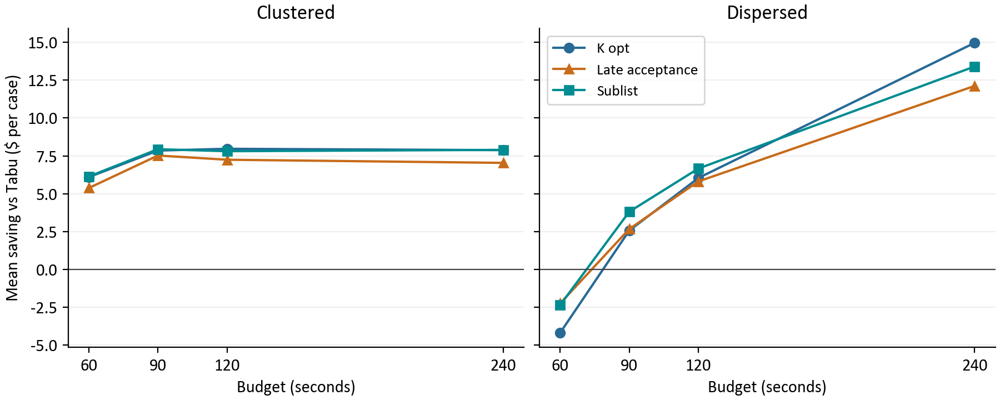 Clustered
Dispersed
Mean saving vs Tabu ($ per case)
15.0
12.5
10.0
7.5
5.0
2.5
0.0
-2.5
-5.0
60 90 120 240
Budget (seconds)
K opt
Late acceptance
Sublist
60 90 120 240
Budget (seconds)